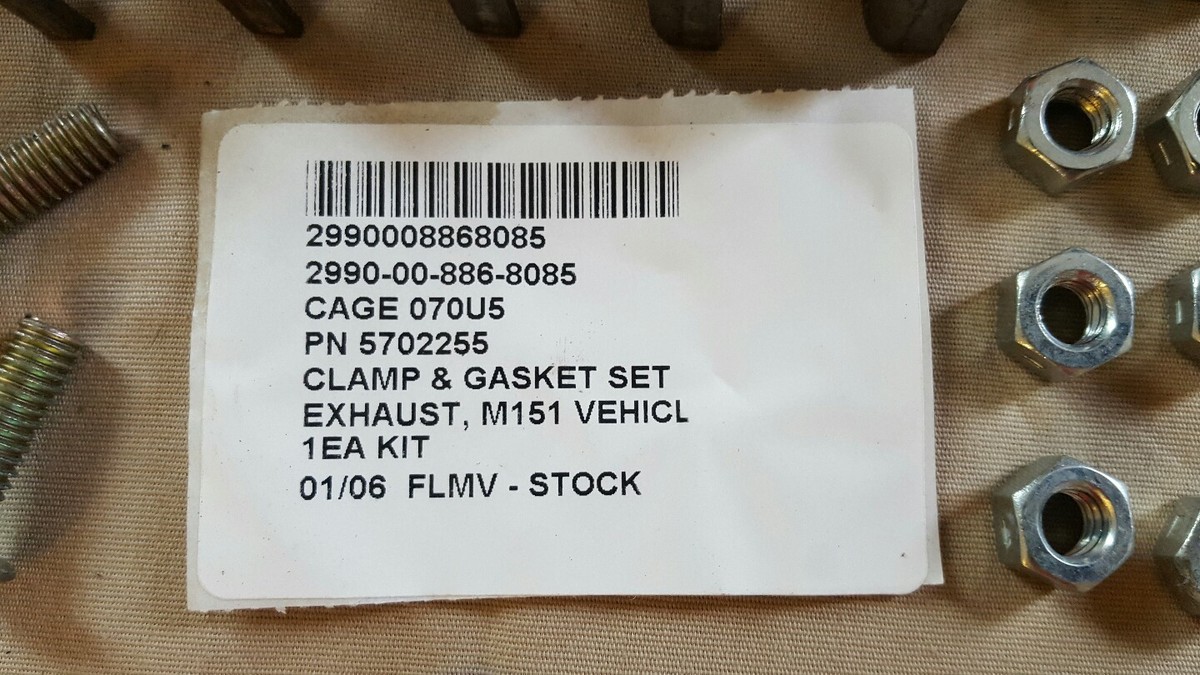 2990008868085
2990-00-886-8085
CAGE 070U5
PN 5702255
CLAMP & GASKET SET
EXHAUST, M151 VEHICL
1EA KIT
01/06 FLMV - STOCK